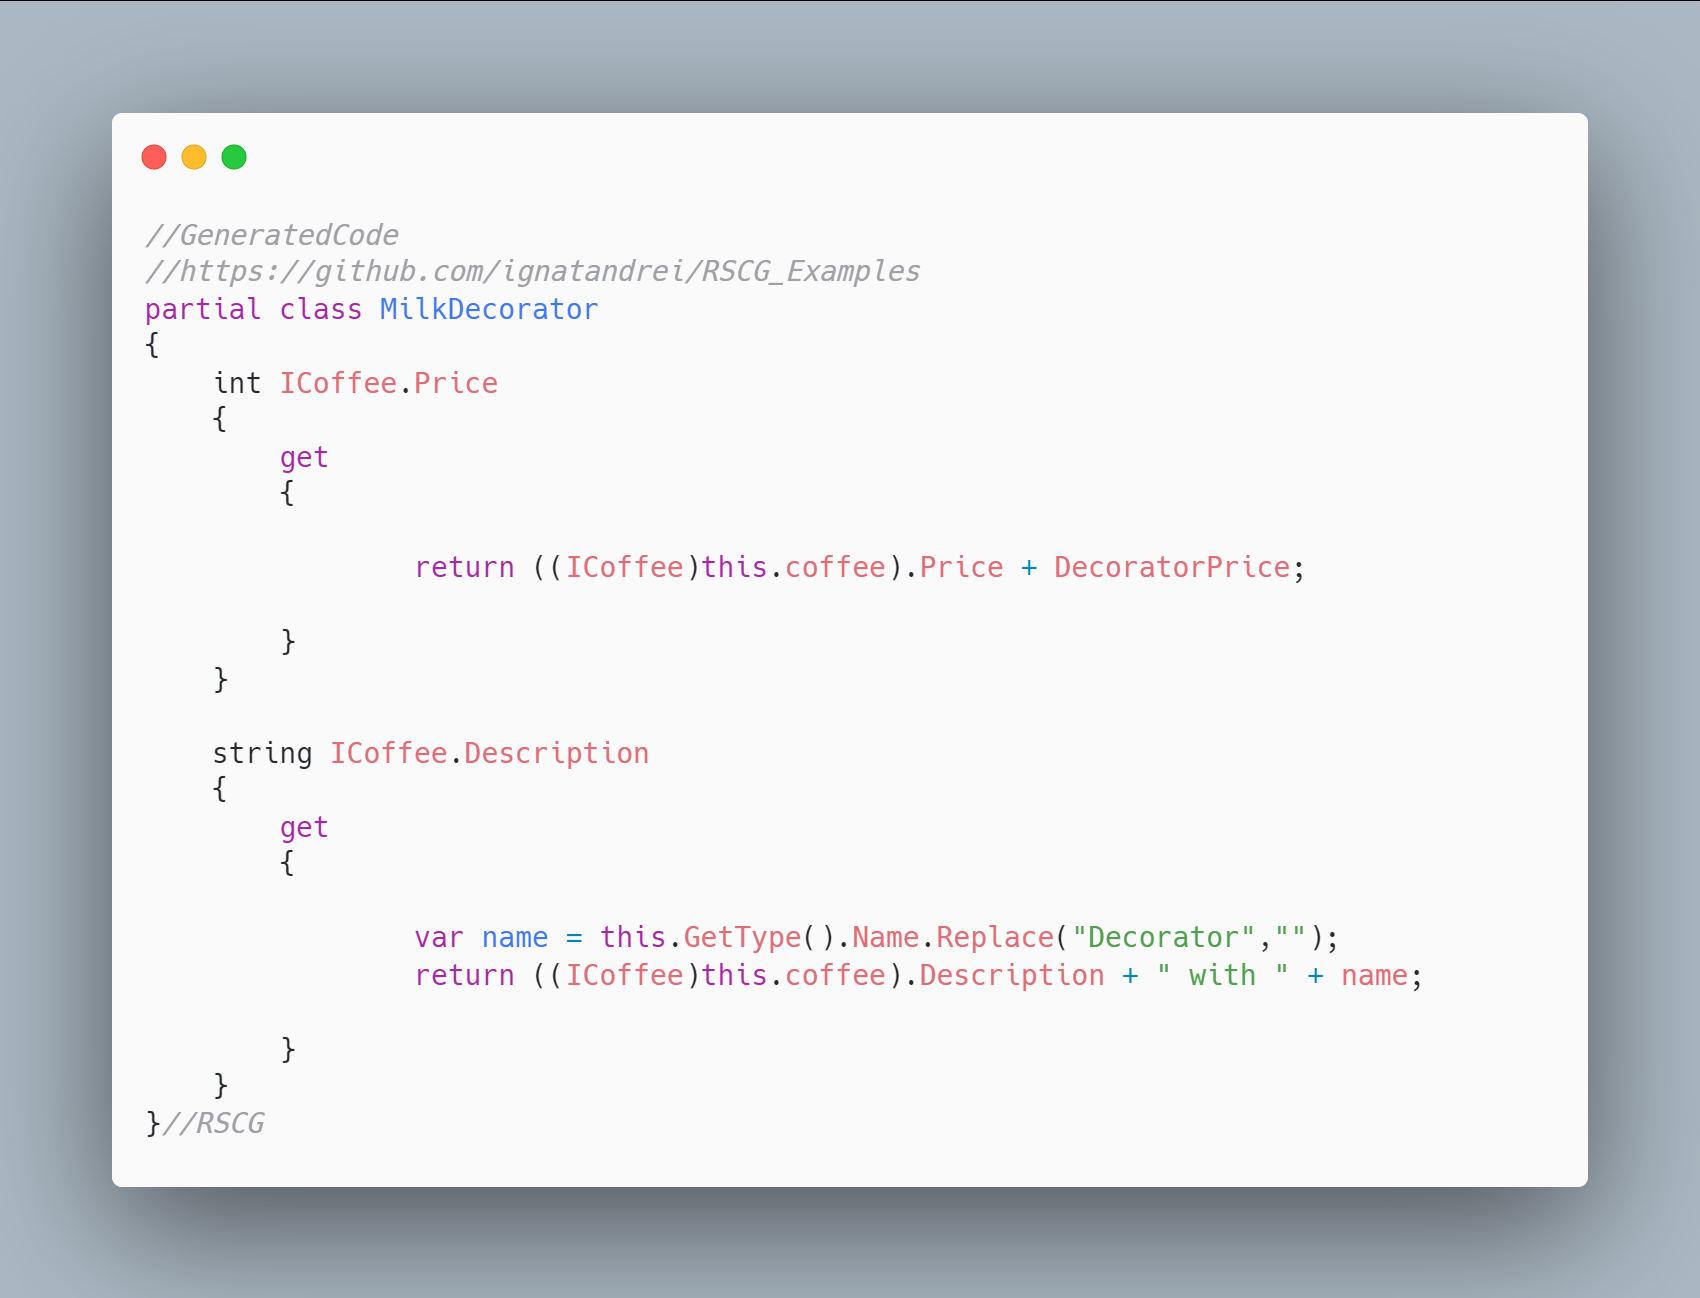 //GeneratedCode
//https://github.com/ignatandrei/RSCG_Examples
partial class MilkDecorator
{
    int ICoffee.Price
    {
        get
        {
                return ((ICoffee)this.coffee).Price + DecoratorPrice;
        }
    }
    string ICoffee.Description
    {
        get
        {
                var name = this.GetType().Name.Replace("Decorator","");
                return ((ICoffee)this.coffee).Description + " with " + name;
        }
    }
}//RSCG